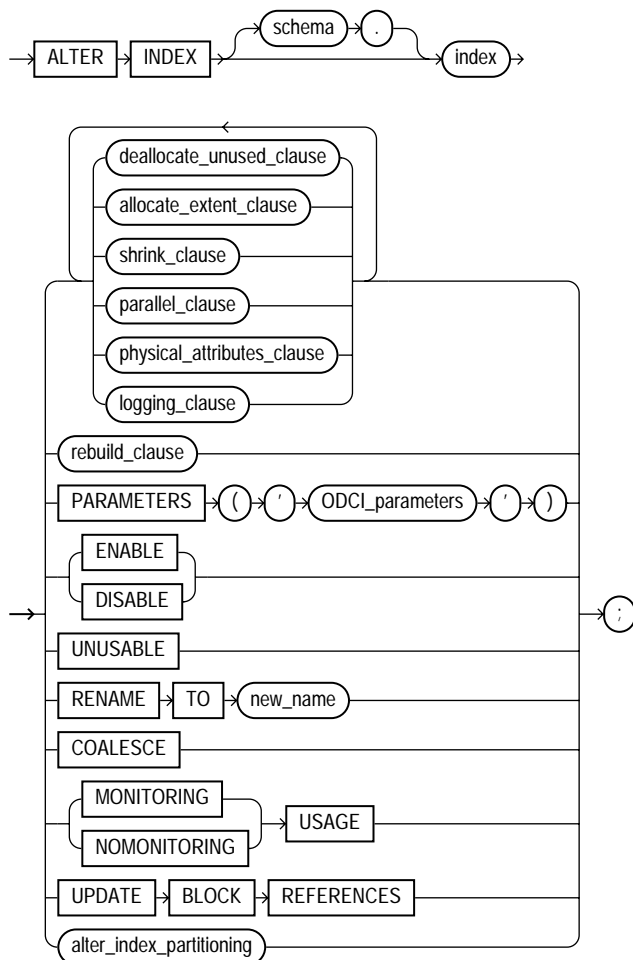 schema .
ALTER INDEX index
deallocate_unused_clause
allocate_extent_clause
shrink_clause
parallel_clause
physical_attributes_clause
logging_clause
rebuild_clause
PARAMETERS ( ' ODCI_parameters ' )
ENABLE
DISABLE
;
UNUSABLE
RENAME TO new_name
COALESCE
MONITORING
USAGE
NOMONITORING
UPDATE BLOCK REFERENCES
alter_index_partitioning